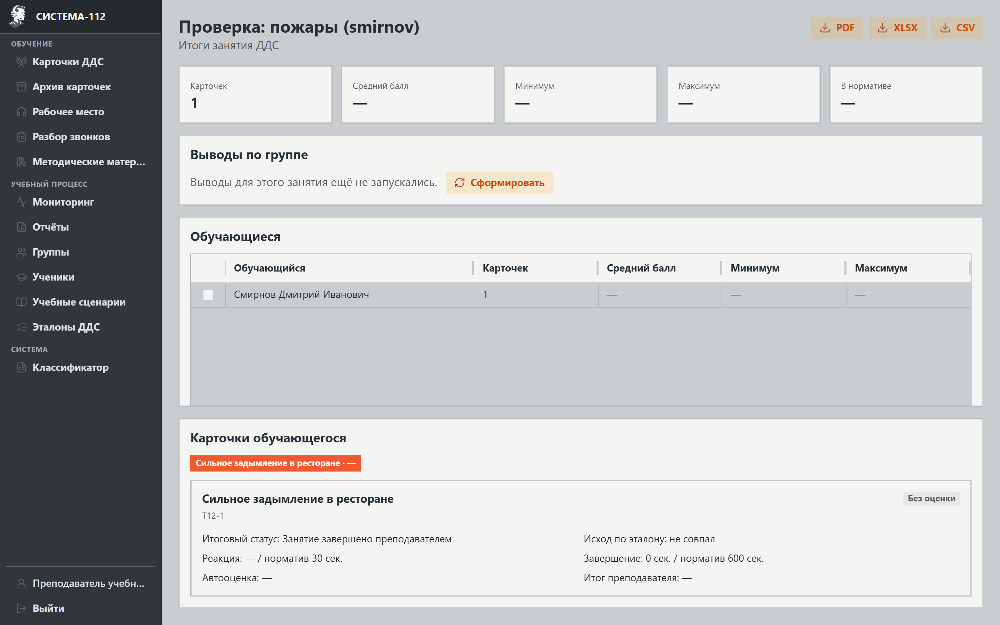 СИСТЕМА-112
ОБУЧЕНИЕ
Карточки ДДС
Архив карточек
Рабочее место
Разбор звонков
Методические матер...
УЧЕБНЫЙ ПРОЦЕСС
Мониторинг
Отчёты
Группы
Ученики
Учебные сценарии
Эталоны ДДС
СИСТЕМА
Классификатор
Преподаватель учебн...
Выйти
Проверка: пожары (smirnov)
Итоги занятия ДДС
PDF XLSX CSV
Карточек
1
Средний балл
—
Минимум
—
Максимум
—
В нормативе
—
Выводы по группе
Выводы для этого занятия ещё не запускались. Сформировать
Обучающиеся
Обучающийся Карточек Средний балл Минимум Максимум
Смирнов Дмитрий Иванович 1 — — —
Карточки обучающегося
Сильное задымление в ресторане · —
Сильное задымление в ресторане Без оценки
T12-1
Итоговый статус: Занятие завершено преподавателем Исход по эталону: не совпал
Реакция: — / норматив 30 сек. Завершение: 0 сек. / норматив 600 сек.
Автооценка: — Итог преподавателя: —